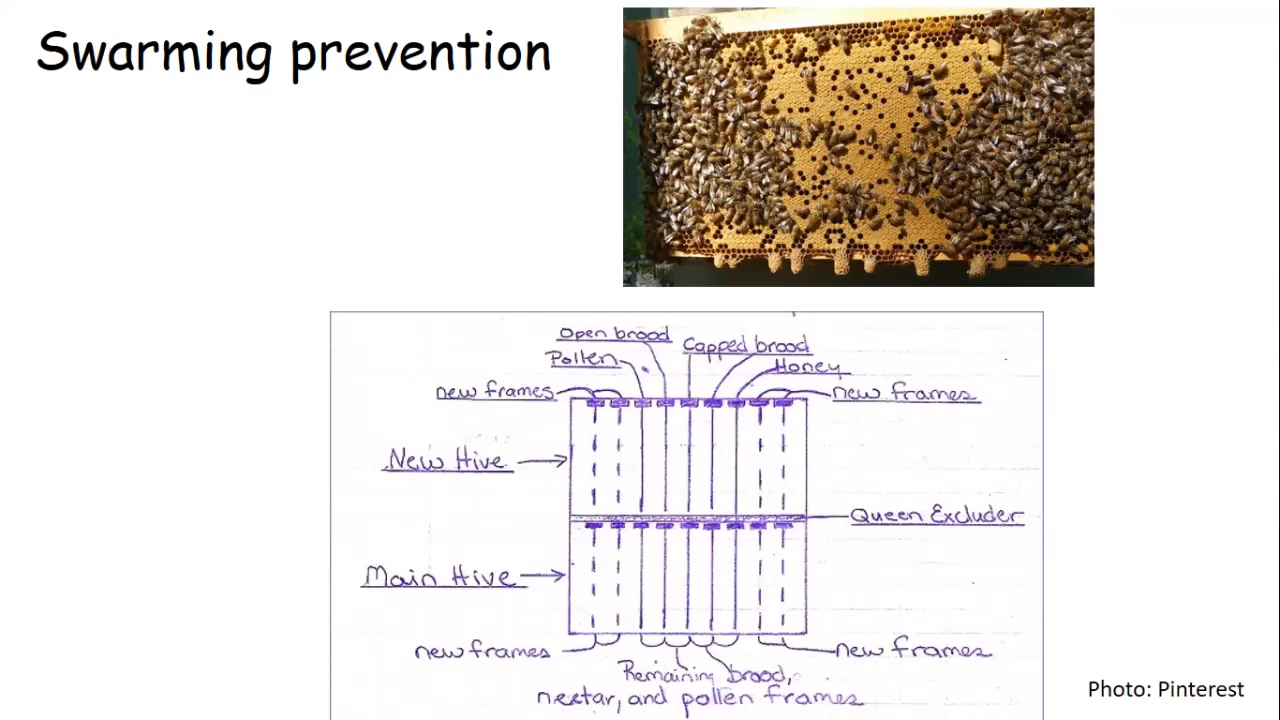 Swarming prevention
Open brood
Pollen
Capped brood
Honey
new frames
new frames
New Hive
Queen Excluder
Main Hive
new frames
new frames
Remaining brood,
nectar, and pollen frames
Photo: Pinterest